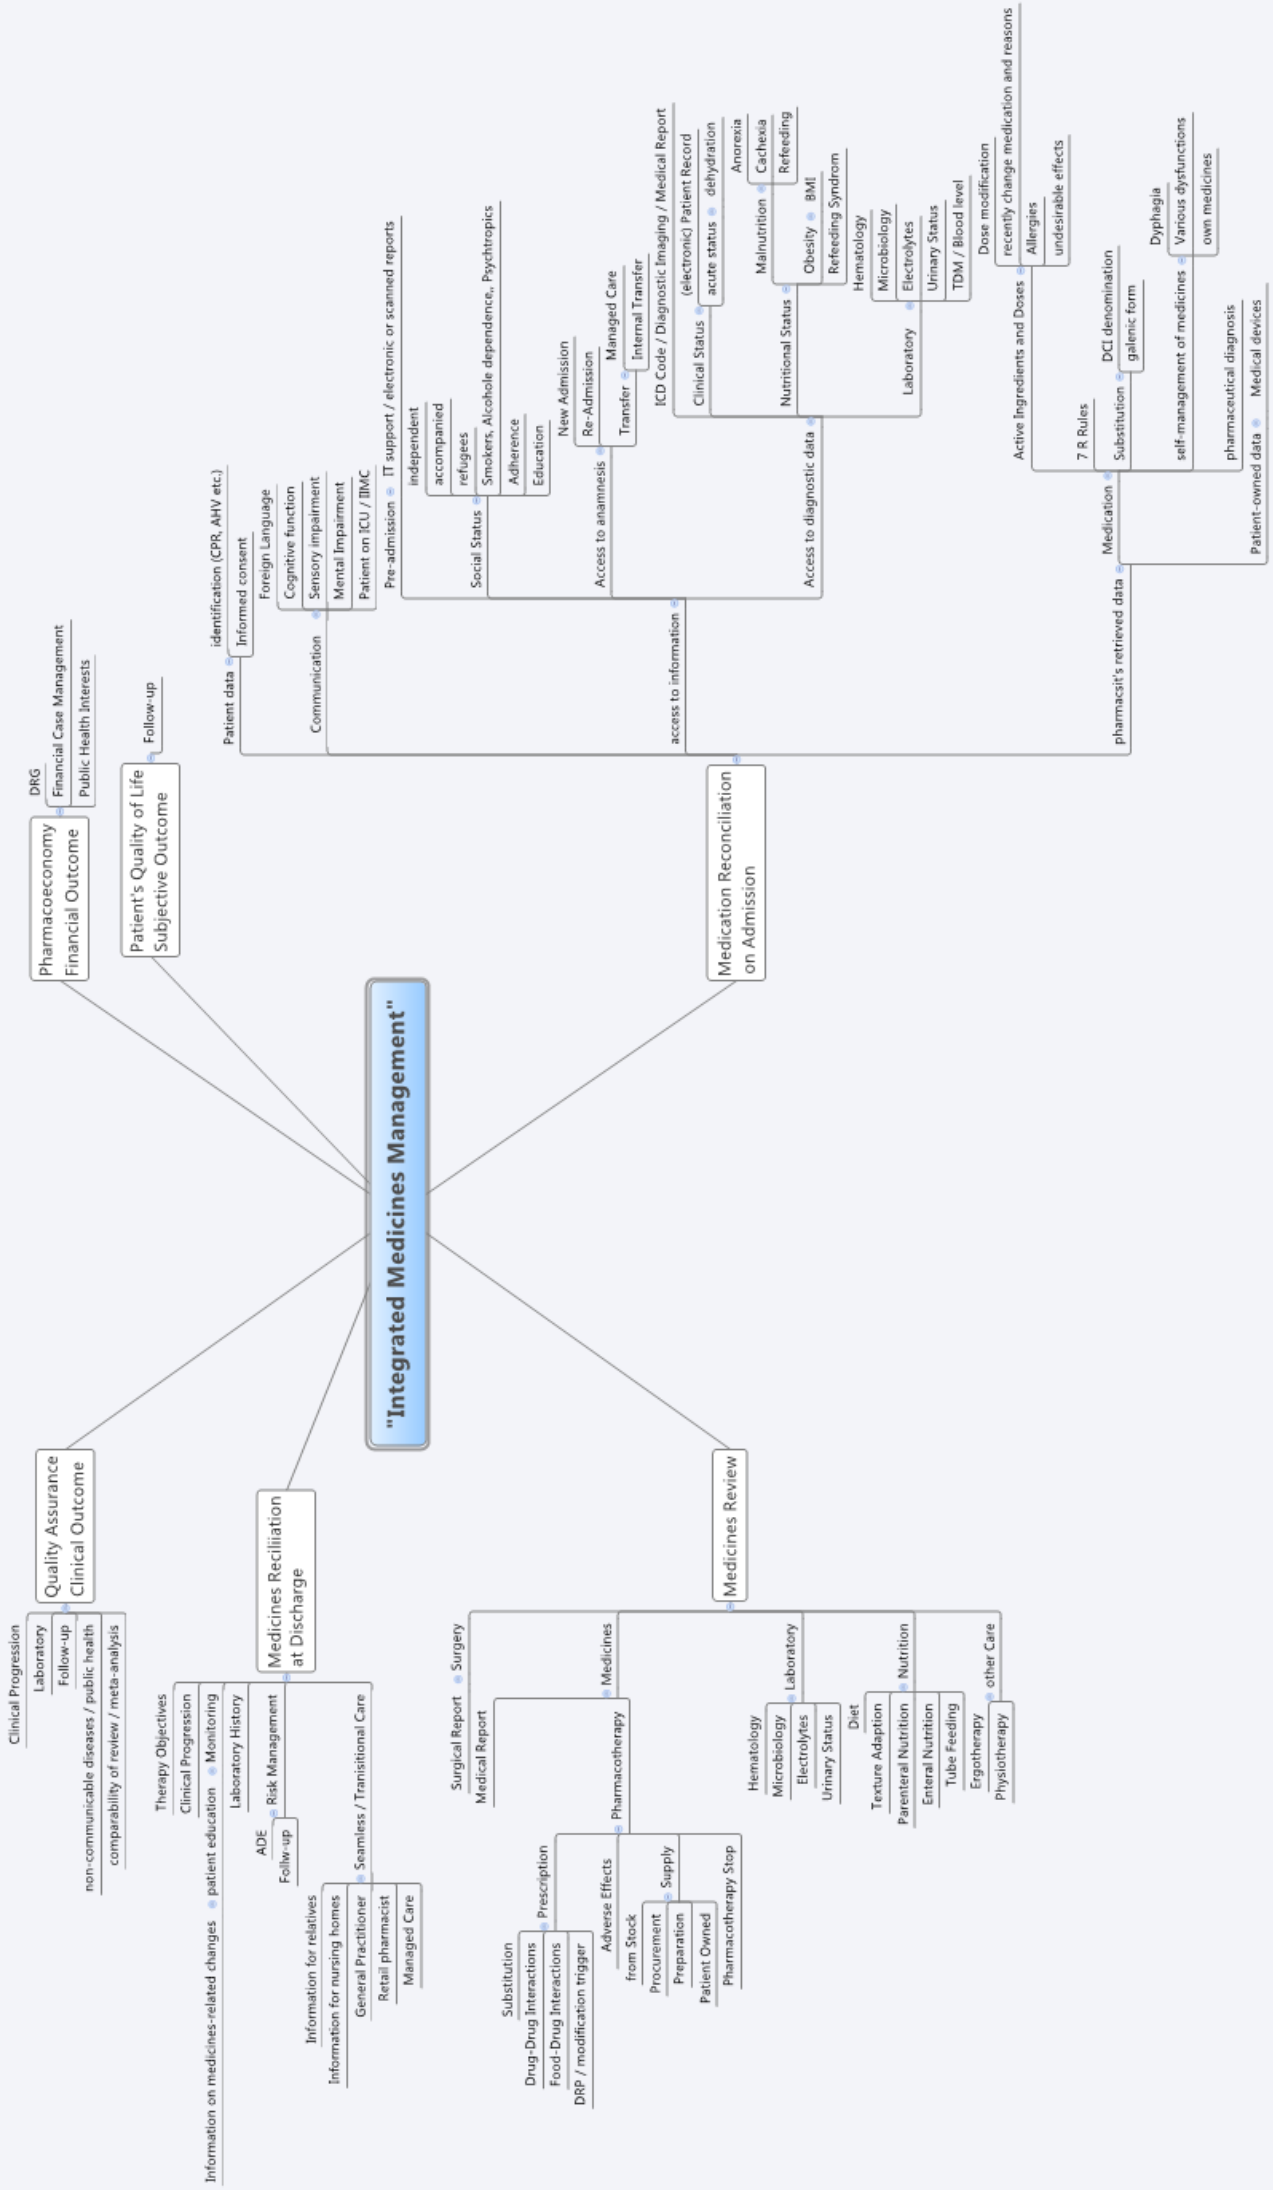 "Integrated Medicines Management"
Pharmacoeconomy
Financial Outcome
DRG
Financial Case Management
Public Health Interests
Patient's Quality of Life
Subjective Outcome
Follow-up
Medication Reconciliation
on Admission
Patient data
identification (CPR, AHV etc.)
Informed consent
Communication
Foreign Language
Cognitive function
Sensory impairment
Mental Impairment
Patient on ICU / IIMC
access to information
Pre-admission
IT support / electronic or scanned reports
Social Status
independent
accompanied
refugees
Smokers, Alcohole dependence,, Psychtropics
Adherence
Education
Access to anamnesis
New Admission
Re-Admission
Transfer
Managed Care
Internal Transfer
Access to diagnostic data
ICD Code / Diagnostic Imaging / Medical Report
Clinical Status
(electronic) Patient Record
acute status
dehydration
Nutritional Status
Malnutrition
Anorexia
Cachexia
Refeeding
Obesity
BMI
Refeeding Syndrom
Laboratory
Hematology
Microbiology
Electrolytes
Urinary Status
TDM / Blood level
pharmacsit's retrieved data
Medication
Active Ingredients and Doses
Dose modification
recently change medication and reasons
Allergies
undesirable effects
7 R Rules
Substitution
DCI denomination
galenic form
self-management of medicines
Dyphagia
Various dysfunctions
own medicines
pharmaceutical diagnosis
Patient-owned data
Medical devices
Quality Assurance
Clinical Outcome
Clinical Progression
Laboratory
Follow-up
non-communicable diseases / public health
comparability of review / meta-analysis
Medicines Reciliiation
at Discharge
Therapy Objectives
Clinical Progression
Monitoring
patient education
Information on medicines-related changes
Laboratory History
Risk Management
ADE
Follw-up
Seamless / Transitional Care
Information for relatives
Information for nursing homes
General Practitioner
Retail pharmacist
Managed Care
Medicines Review
Surgery
Surgical Report
Medicines
Medical Report
Pharmacotherapy
Prescription
Substitution
Drug-Drug Interactions
Food-Drug Interactions
DRP / modification trigger
Adverse Effects
Supply
from Stock
Procurement
Preparation
Patient Owned
Pharmacotherapy Stop
Laboratory
Hematology
Microbiology
Electrolytes
Urinary Status
Nutrition
Diet
Texture Adaption
Parenteral Nutrition
Enteral Nutrition
Tube Feeding
other Care
Ergotherapy
Physiotherapy